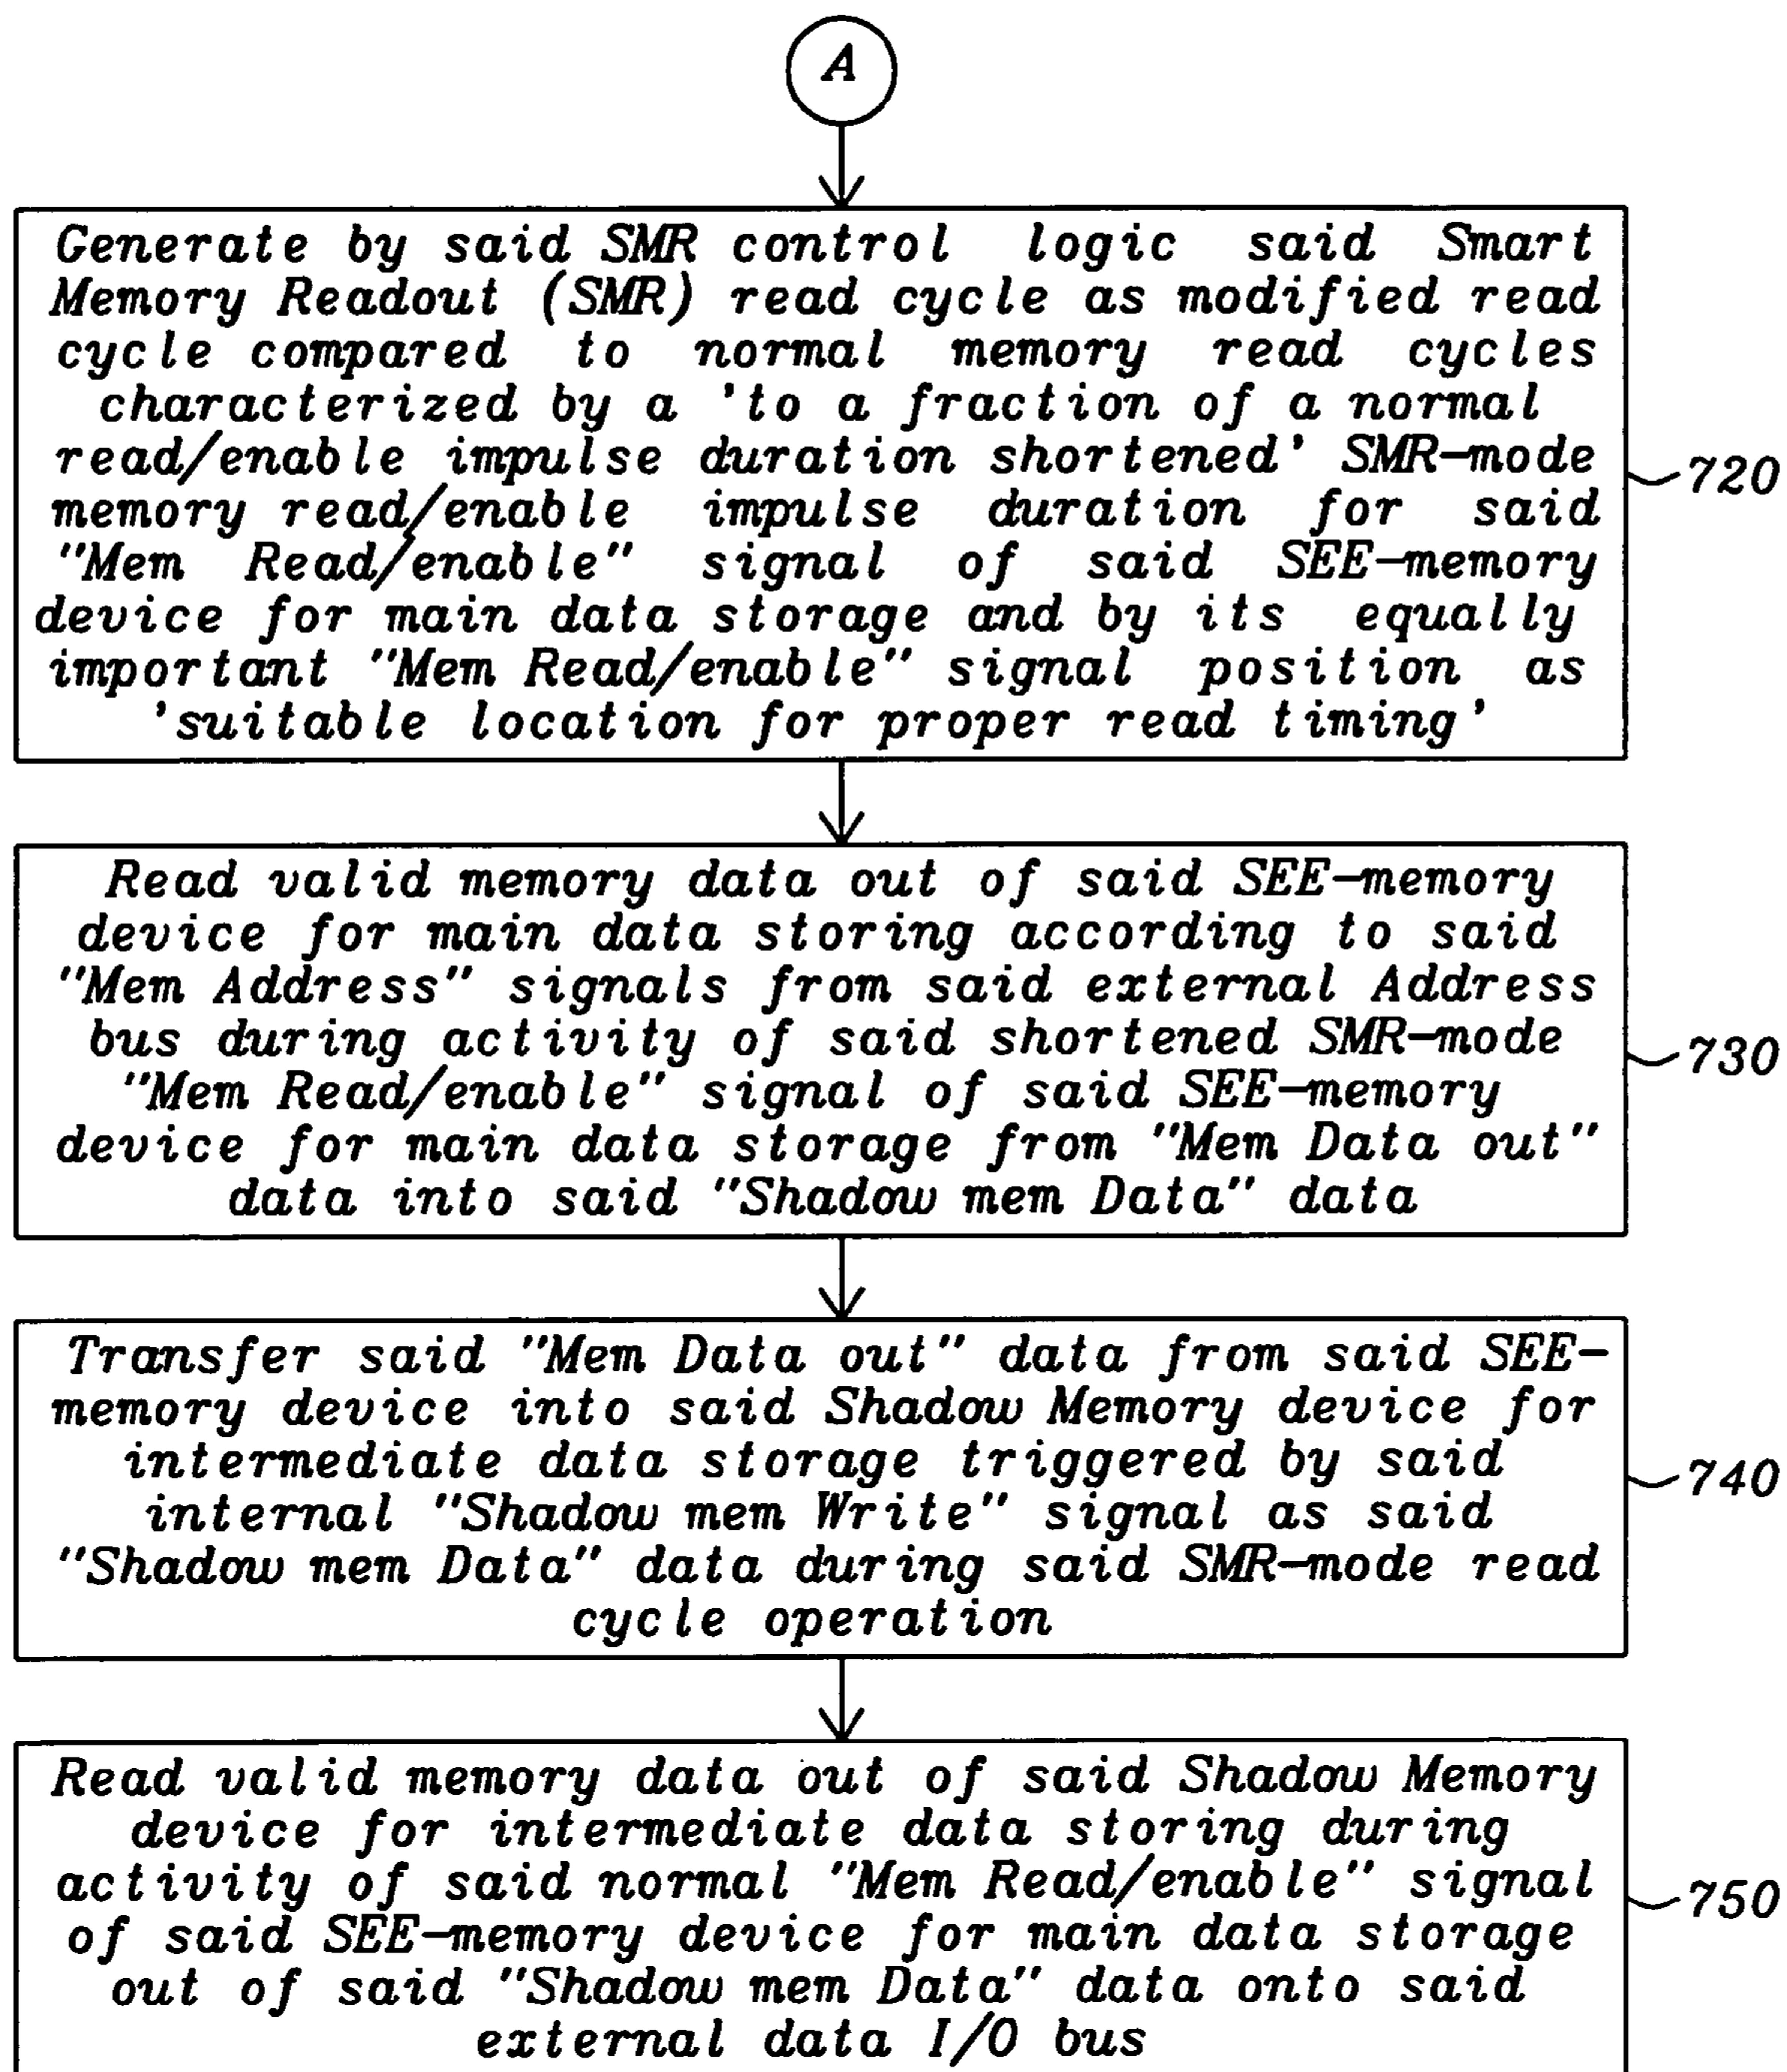 A
Generate by said SMR control logic said Smart
Memory Readout (SMR) read cycle as modified read
cycle compared to normal memory read cycles
characterized by a 'to a fraction of a normal
read/enable impulse duration shortened' SMR-mode
memory read/enable impulse duration for said
"Mem Read/enable" signal of said SEE-memory
device for main data storage and by its equally
important "Mem Read/enable" signal position as
'suitable location for proper read timing'
720
Read valid memory data out of said SEE-memory
device for main data storing according to said
"Mem Address" signals from said external Address
bus during activity of said shortened SMR-mode
"Mem Read/enable" signal of said SEE-memory
device for main data storage from "Mem Data out"
data into said "Shadow mem Data" data
730
Transfer said "Mem Data out" data from said SEE-
memory device into said Shadow Memory device for
intermediate data storage triggered by said
internal "Shadow mem Write" signal as said
"Shadow mem Data" data during said SMR-mode read
cycle operation
740
Read valid memory data out of said Shadow Memory
device for intermediate data storing during
activity of said normal "Mem Read/enable" signal
of said SEE-memory device for main data storage
out of said "Shadow mem Data" data onto said
external data I/O bus
750